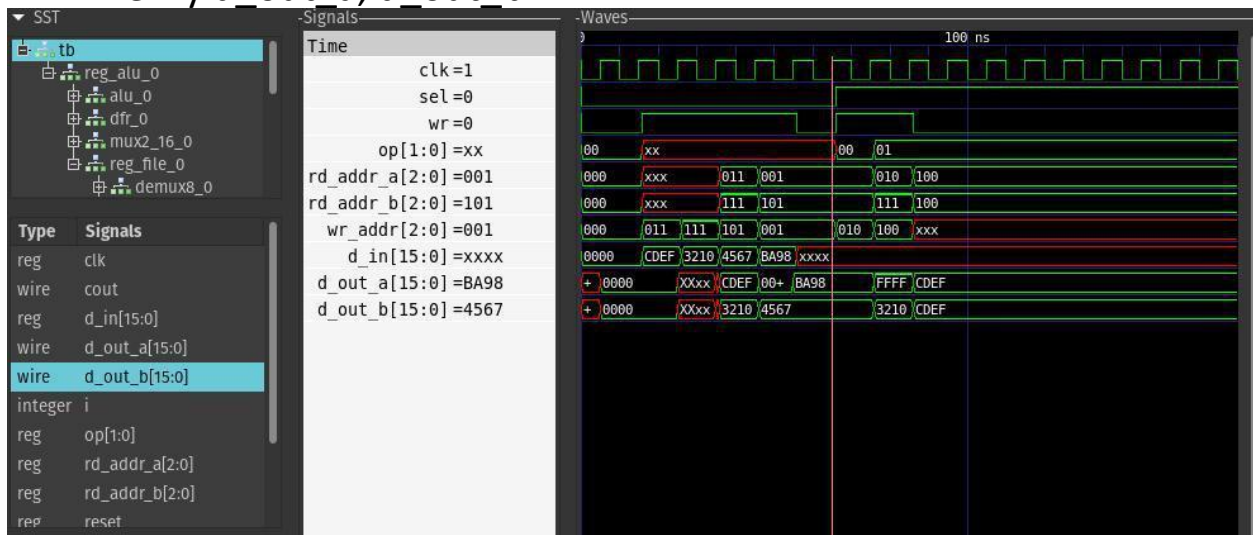 SST
tb
reg_alu_0
alu_0
dfr_0
mux2_16_0
reg_file_0
demux8_0
Type Signals
reg clk
wire cout
reg d_in[15:0]
wire d_out_a[15:0]
wire d_out_b[15:0]
integer i
reg op[1:0]
reg rd_addr_a[2:0]
reg rd_addr_b[2:0]
reg reset
Signals
Time
clk=1
sel=0
wr=0
op[1:0]=xx
rd_addr_a[2:0]=001
rd_addr_b[2:0]=101
wr_addr[2:0]=001
d_in[15:0]=xxxx
d_out_a[15:0]=BA98
d_out_b[15:0]=4567
Waves
100 ns
00 xx 00 01
000 xxx 011 001 010 100
000 xxx 111 101 111 100
000 011 111 101 001 010 100 xxx
0000 CDEF 3210 4567 BA98 xxxx
+ 0000 XXxx CDEF 00+ BA98 FFFF CDEF
+ 0000 XXxx 3210 4567 3210 CDEF